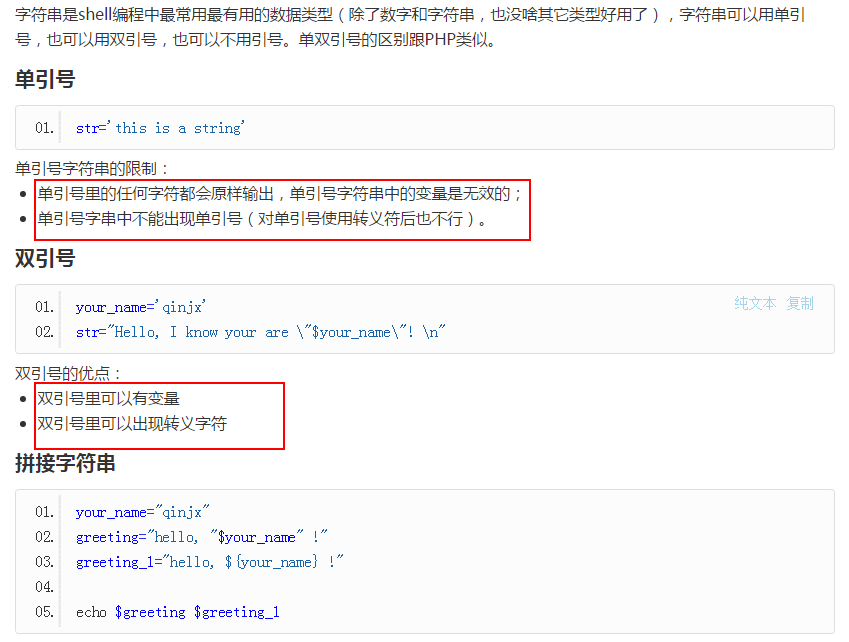 字符串是shell编程中最常用最有用的数据类型（除了数字和字符串，也没啥其它类型好用了），字符串可以用单引
号，也可以用双引号，也可以不用引号。单双引号的区别跟PHP类似。
单引号
01. str='this is a string'
单引号字符串的限制：
• 单引号里的任何字符都会原样输出，单引号字符串中的变量是无效的；
• 单引号字串中不能出现单引号（对单引号使用转义符后也不行）。
双引号
纯文本 复制
01. your_name='qinjx'
02. str="Hello, I know your are \"$your_name\"! \n"
双引号的优点：
• 双引号里可以有变量
• 双引号里可以出现转义字符
拼接字符串
01. your_name="qinjx"
02. greeting="hello, "$your_name" !"
03. greeting_1="hello, ${your_name} !"
04.
05. echo $greeting $greeting_1